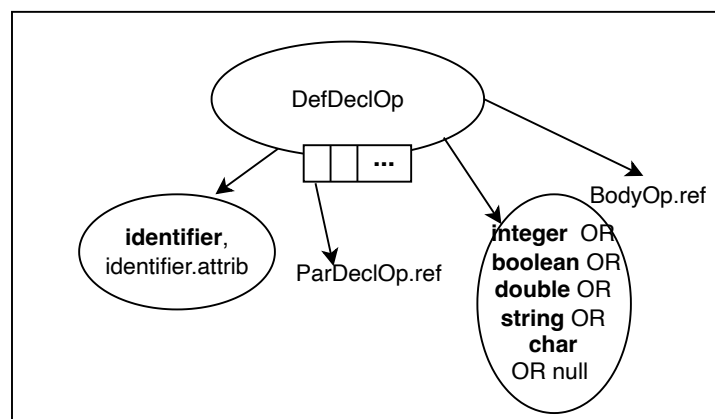 DefDeclOp
...
BodyOp.ref
identifier,
identifier.attrib
ParDeclOp.ref
integer OR
boolean OR
double OR
string OR
char
OR null